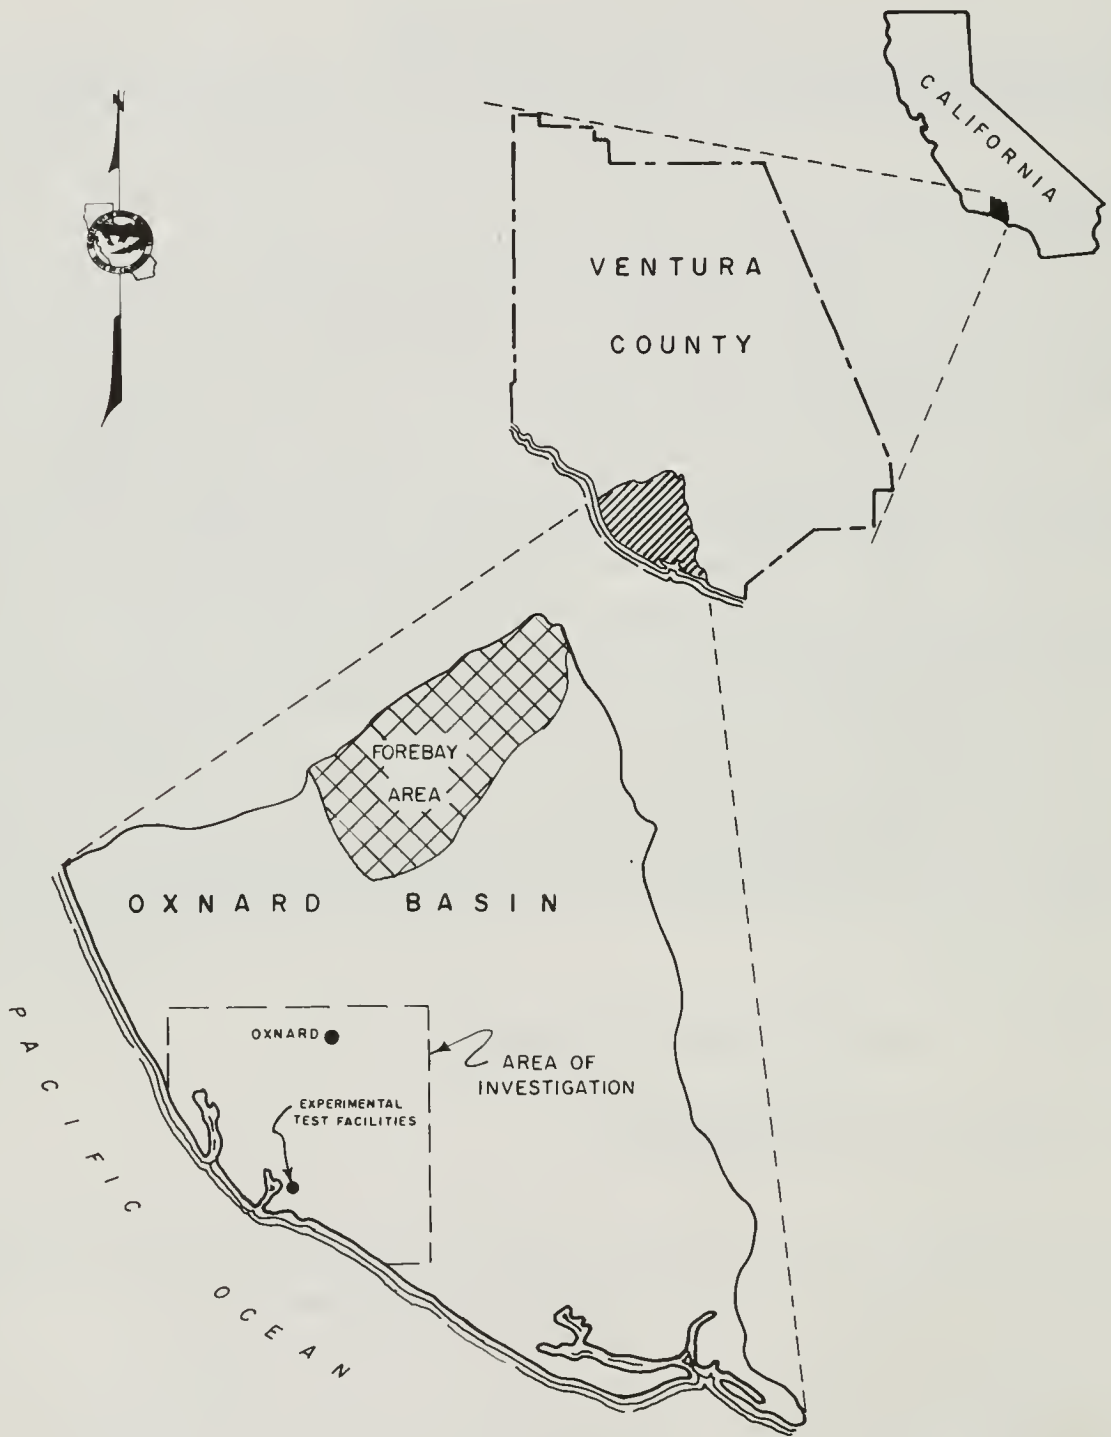 N
CALIFORNIA
VENTURA
COUNTY
FOREBAY
AREA
OXNARD BASIN
OXNARD
AREA OF
INVESTIGATION
EXPERIMENTAL
TEST FACILITIES
PACIFIC
OCEAN